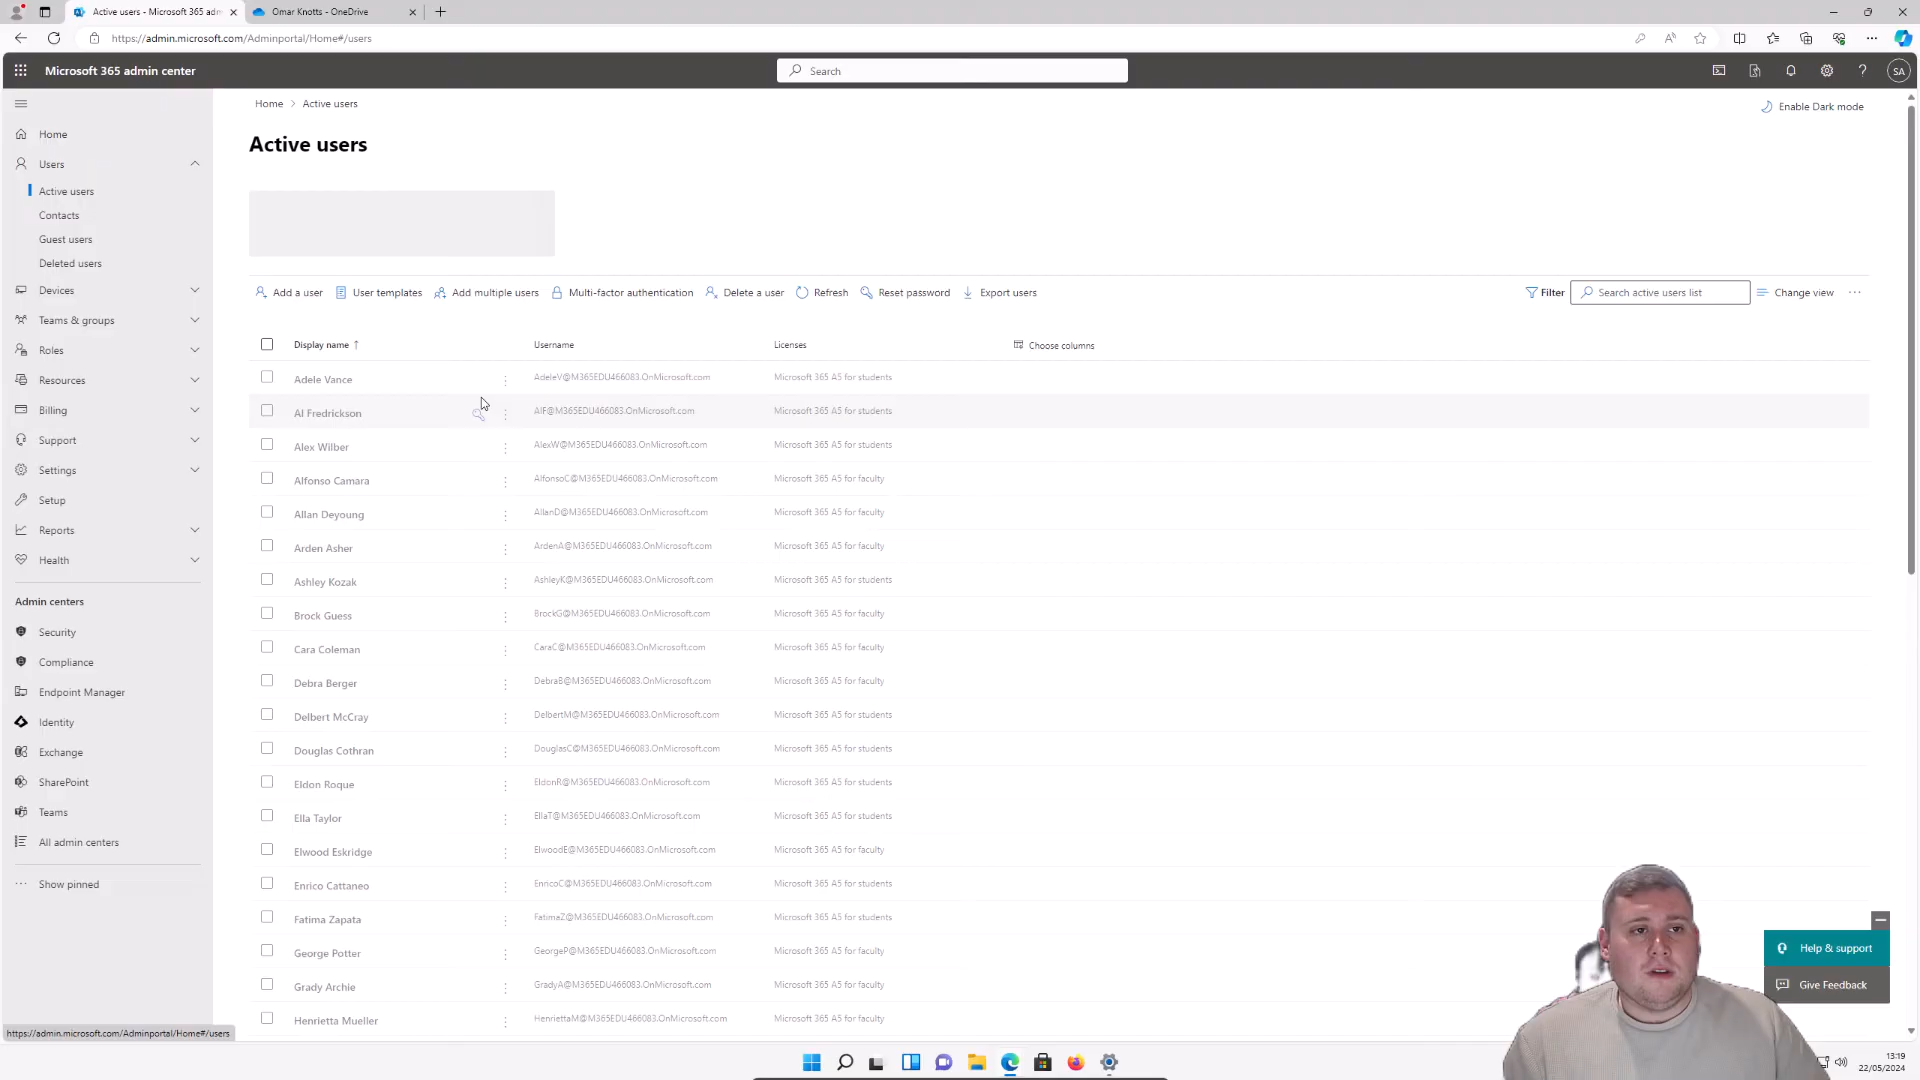 Active users - Microsoft 365 adm
Omar Knotts - OneDrive
https://admin.microsoft.com/Adminportal/Home#/users
Microsoft 365 admin center
Search
SA
Home > Active users
Enable Dark mode
Active users
Home
Users
Active users
Contacts
Guest users
Deleted users
Devices
Teams & groups
Roles
Resources
Billing
Support
Settings
Setup
Reports
Health
Admin centers
Security
Compliance
Endpoint Manager
Identity
Exchange
SharePoint
Teams
All admin centers
Show pinned
Add a user User templates Add multiple users Multi-factor authentication Delete a user Refresh Reset password Export users Filter Search active users list Change view
Display name ↑ Username Licenses Choose columns
Adele Vance AdeleV@M365EDU466083.OnMicrosoft.com Microsoft 365 A5 for students
Al Fredrickson AlF@M365EDU466083.OnMicrosoft.com Microsoft 365 A5 for students
Alex Wilber AlexW@M365EDU466083.OnMicrosoft.com Microsoft 365 A5 for students
Alfonso Camara AlfonsoC@M365EDU466083.OnMicrosoft.com Microsoft 365 A5 for faculty
Allan Deyoung AllanD@M365EDU466083.OnMicrosoft.com Microsoft 365 A5 for faculty
Arden Asher ArdenA@M365EDU466083.OnMicrosoft.com Microsoft 365 A5 for faculty
Ashley Kozak AshleyK@M365EDU466083.OnMicrosoft.com Microsoft 365 A5 for students
Brock Guess BrockG@M365EDU466083.OnMicrosoft.com Microsoft 365 A5 for faculty
Cara Coleman CaraC@M365EDU466083.OnMicrosoft.com Microsoft 365 A5 for faculty
Debra Berger DebraB@M365EDU466083.OnMicrosoft.com Microsoft 365 A5 for faculty
Delbert McCray DelbertM@M365EDU466083.OnMicrosoft.com Microsoft 365 A5 for students
Douglas Cothran DouglasC@M365EDU466083.OnMicrosoft.com Microsoft 365 A5 for students
Eldon Roque EldonR@M365EDU466083.OnMicrosoft.com Microsoft 365 A5 for students
Ella Taylor EllaT@M365EDU466083.OnMicrosoft.com Microsoft 365 A5 for students
Elwood Eskridge ElwoodE@M365EDU466083.OnMicrosoft.com Microsoft 365 A5 for faculty
Enrico Cattaneo EnricoC@M365EDU466083.OnMicrosoft.com Microsoft 365 A5 for students
Fatima Zapata FatimaZ@M365EDU466083.OnMicrosoft.com Microsoft 365 A5 for students
George Potter GeorgeP@M365EDU466083.OnMicrosoft.com Microsoft 365 A5 for faculty
Grady Archie GradyA@M365EDU466083.OnMicrosoft.com Microsoft 365 A5 for faculty
Henrietta Mueller HenriettaM@M365EDU466083.OnMicrosoft.com Microsoft 365 A5 for faculty
Help & support
Give Feedback
https://admin.microsoft.com/Adminportal/Home#/users
13:19
22/05/2024